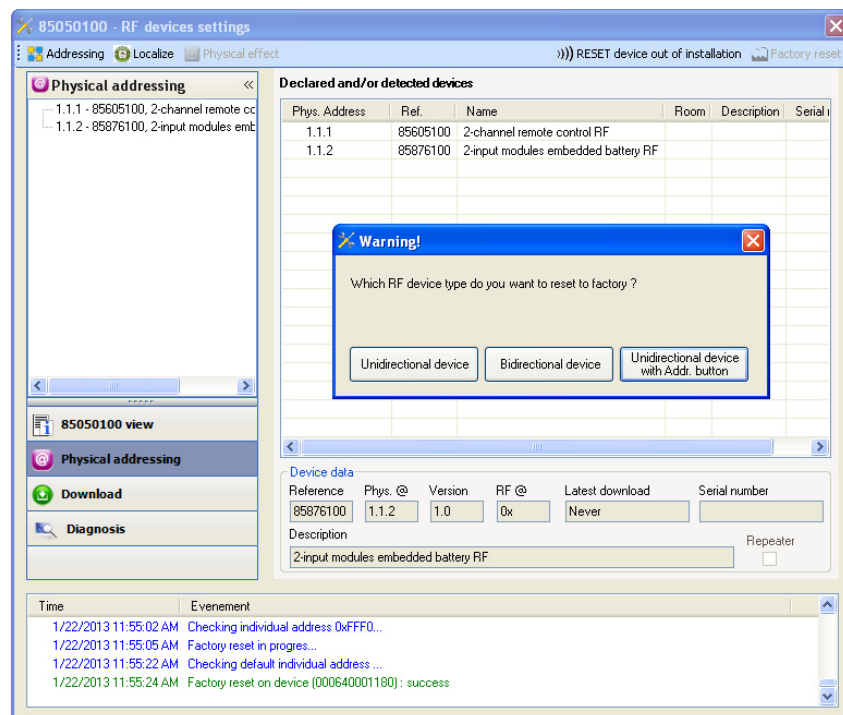 85050100 - RF devices settings
Addressing Localize Physical effect ))) RESET device out of installation Factory reset
Physical addressing «
1.1.1 - 85605100, 2-channel remote cc
1.1.2 - 85876100, 2-input modules emb
Declared and/or detected devices
Phys. Address Ref. Name Room Description Serial
1.1.1 85605100 2-channel remote control RF
1.1.2 85876100 2-input modules embedded battery RF
Warning!
Which RF device type do you want to reset to factory ?
Unidirectional device
Bidirectional device
Unidirectional device
with Addr. button
85050100 view
Physical addressing
Download
Diagnosis
Device data
Reference Phys. @ Version RF @ Latest download Serial number
85876100 1.1.2 1.0 0x Never
Description
Repeater
2-input modules embedded battery RF
Time Evenement
1/22/2013 11:55:02 AM Checking individual address 0xFFF0...
1/22/2013 11:55:05 AM Factory reset in progres...
1/22/2013 11:55:22 AM Checking default individual address ...
1/22/2013 11:55:24 AM Factory reset on device (000640001180) : success